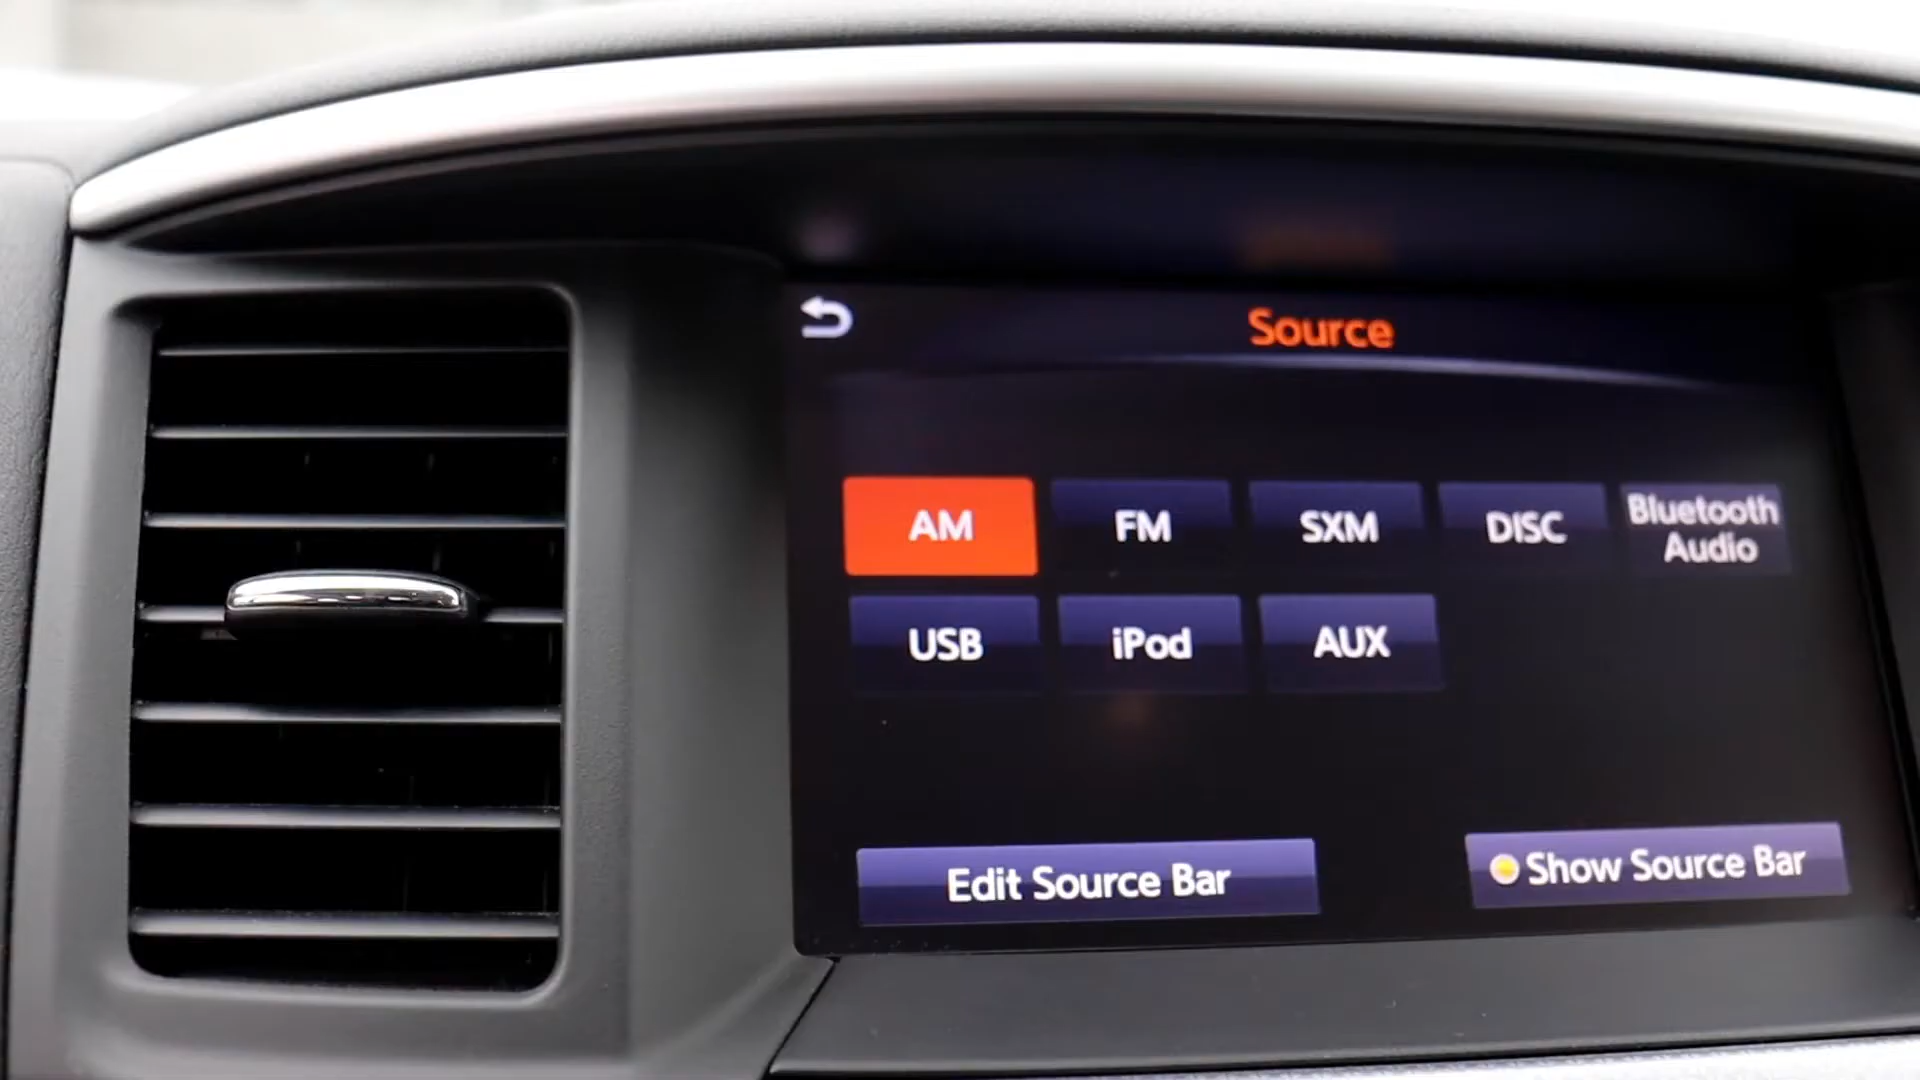 Source
AM
FM
SXM
DISC
Bluetooth
Audio
USB
iPod
AUX
Edit Source Bar
Show Source Bar